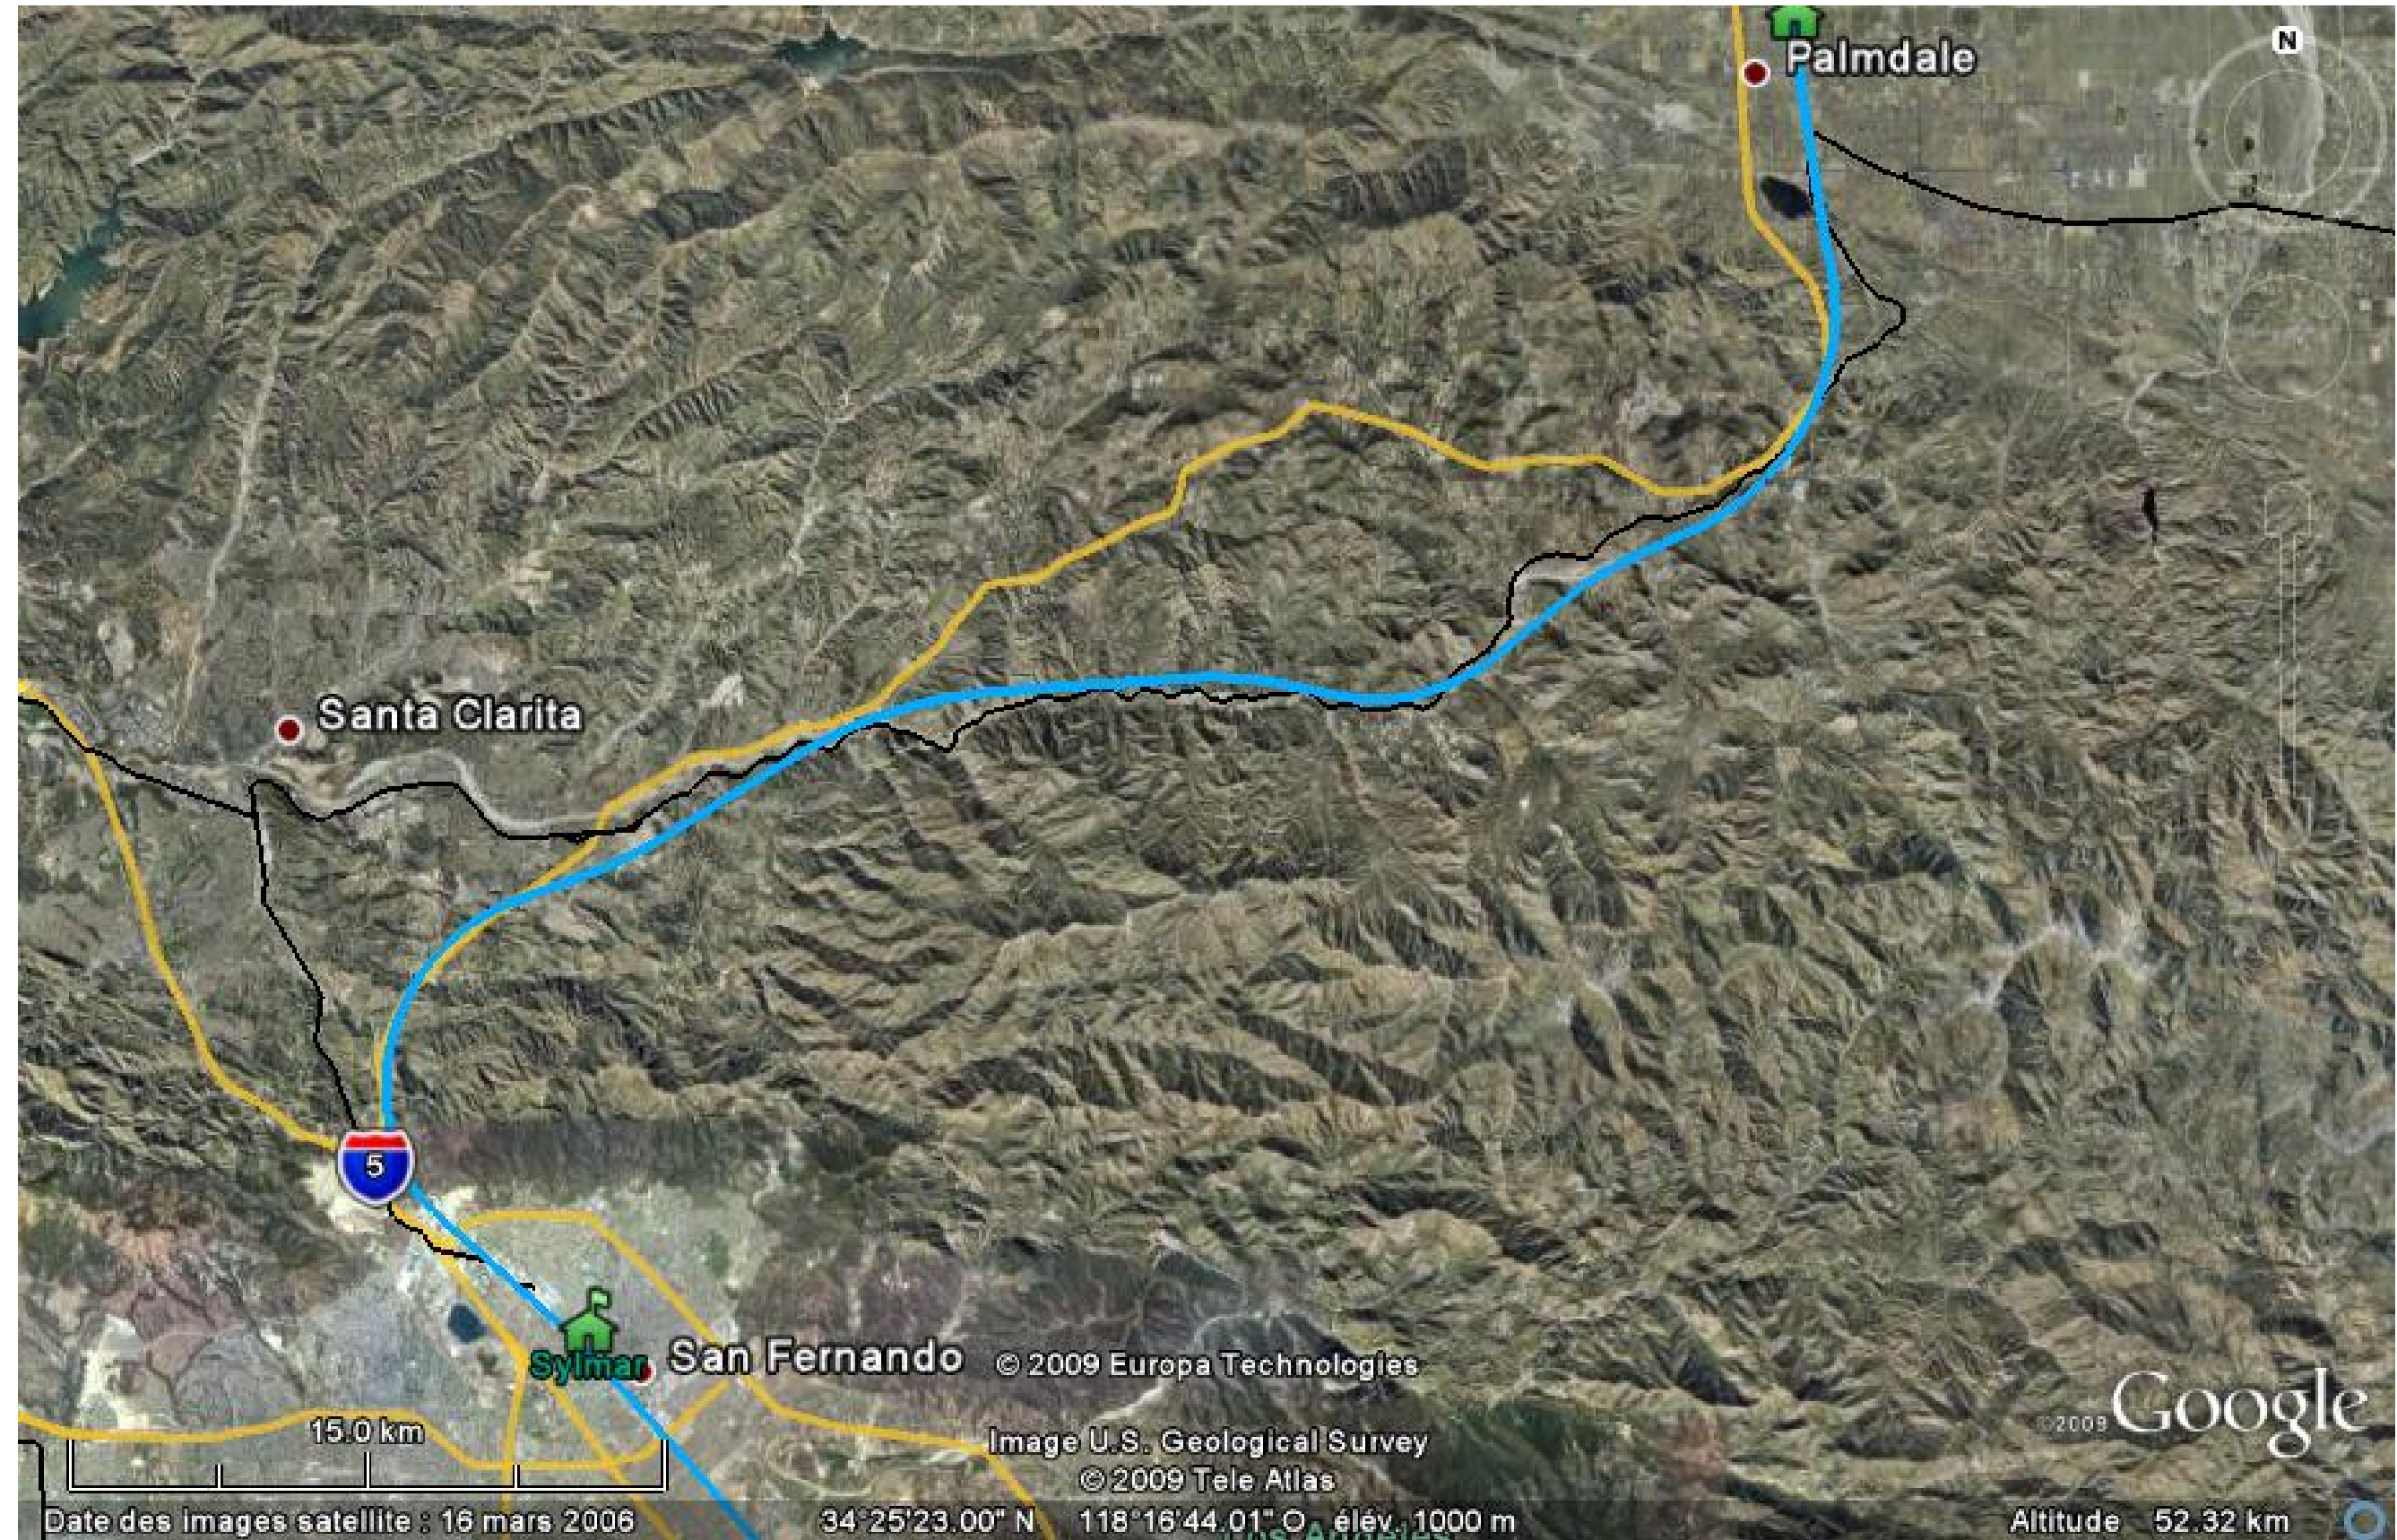 N
Palmdale
Santa Clarita
5
Sylmar
San Fernando
© 2009 Europa Technologies
15.0 km
Image U.S. Geological Survey
© 2009 Tele Atlas
©2009 Google
Date des images satellite : 16 mars 2006
34°25'23.00" N
118°16'44.01" O
élév. 1000 m
Los Angeles
Altitude 52.32 km